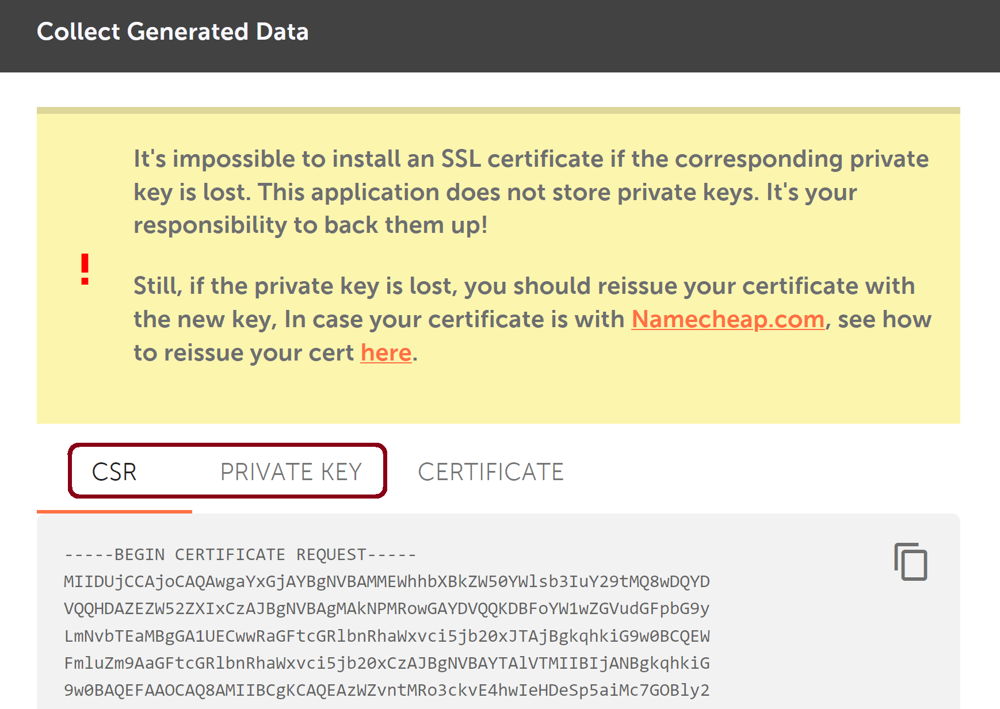 Collect Generated Data
It's impossible to install an SSL certificate if the corresponding private
key is lost. This application does not store private keys. It's your
responsibility to back them up!
!
Still, if the private key is lost, you should reissue your certificate with
the new key, In case your certificate is with Namecheap.com, see how
to reissue your cert here.
CSR PRIVATE KEY CERTIFICATE
-----BEGIN CERTIFICATE REQUEST-----
MIIDUjCCAjoCAQAwgaYxGjAYBgNVBAMMEWhhbXBkZW50YWlsb3IuY29tMQ8wDQYD
VQQHDAZEZW52ZXIxCzAJBgNVBAgMAkNPMRowGAYDVQQKDBFoYW1wZGVudGFpbG9y
LmNvbTEaMBgGA1UECwwRaGFtcGRlbnRhaWxvci5jb20xJTAjBgkqhkiG9w0BCQEW
FmluZm9AaGFtcGRlbnRhaWxvci5jb20xCzAJBgNVBAYTAlVTMIIBIjANBgkqhkiG
9w0BAQEFAAOCAQ8AMIIBCgKCAQEAzWZvntMRo3ckvE4hwIeHDeSp5aiMc7GOBly2